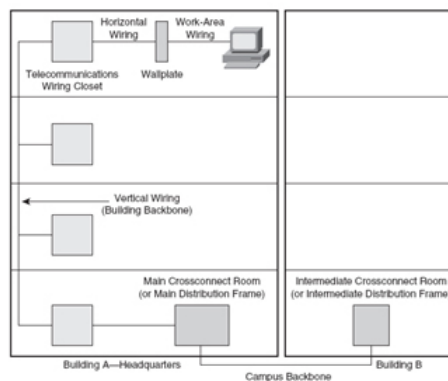 Horizontal
Wiring
Work-Area
Wiring
Telecommunications
Wiring Closet
Wallplate
Vertical Wiring
(Building Backbone)
Main Crossconnect Room
(or Main Distribution Frame)
Intermediate Crossconnect Room
(or Intermediate Distribution Frame)
Building A—Headquarters
Building B
Campus Backbone